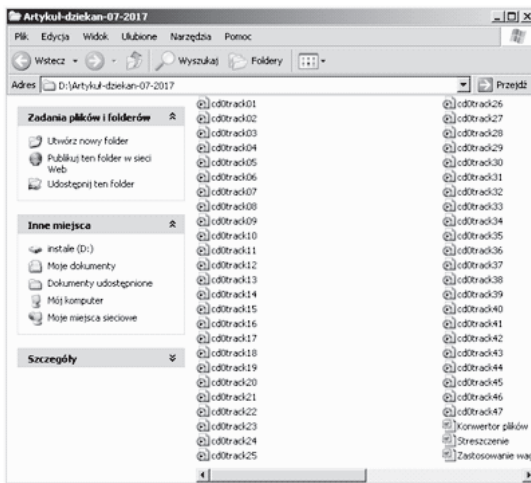 Artykuł-dziekan-07-2017
Plik Edycja Widok Ulubione Narzędzia Pomoc
Wstecz Wyszukaj Foldery
Adres D:\Artykuł-dziekan-07-2017 Przejdź
Zadania plików i folderów
Utwórz nowy folder
Publikuj ten folder w sieci
Web
Udostępnij ten folder
Inne miejsca
instale (D:)
Moje dokumenty
Dokumenty udostępnione
Mój komputer
Moje miejsca sieciowe
Szczegóły
cd0track01
cd0track02
cd0track03
cd0track04
cd0track05
cd0track06
cd0track07
cd0track08
cd0track09
cd0track10
cd0track11
cd0track12
cd0track13
cd0track14
cd0track15
cd0track16
cd0track17
cd0track18
cd0track19
cd0track20
cd0track21
cd0track22
cd0track23
cd0track24
cd0track25
cd0track26
cd0track27
cd0track28
cd0track29
cd0track30
cd0track31
cd0track32
cd0track33
cd0track34
cd0track35
cd0track36
cd0track37
cd0track38
cd0track39
cd0track40
cd0track41
cd0track42
cd0track43
cd0track44
cd0track45
cd0track46
cd0track47
Konwertor plików
Streszczenie
Zastosowanie wag